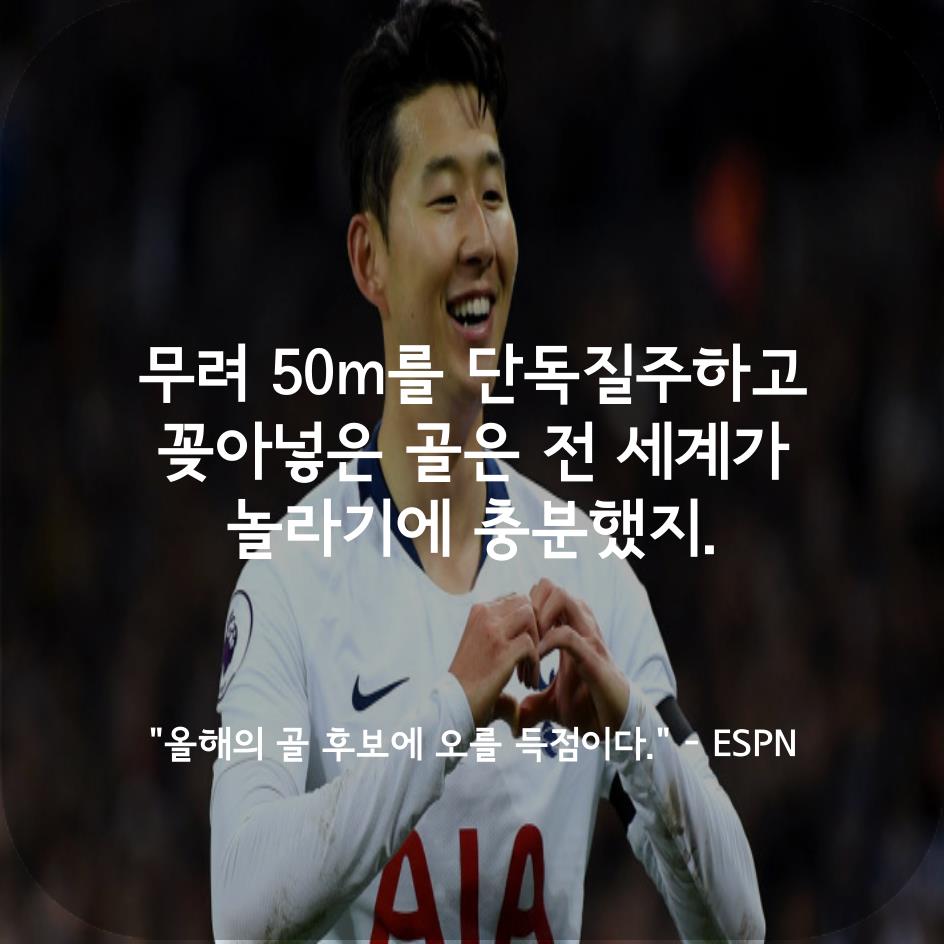 무려 50m를 단독질주하고
꽂아넣은 골은 전 세계가
놀라기에 충분했지.
"올해의 골 후보에 오를 득점이다." - ESPN
AIA